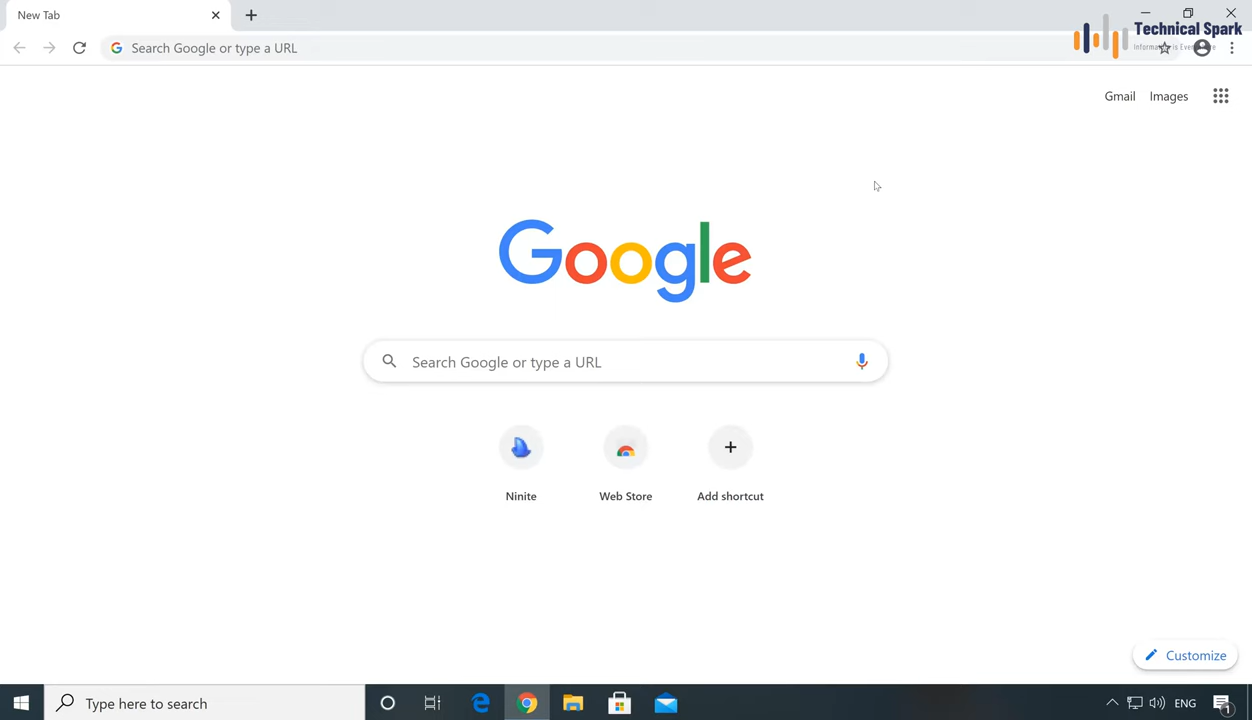 New Tab
Technical Spark
Search Google or type a URL
Gmail Images
Google
Search Google or type a URL
Ninite Web Store Add shortcut
Customize
Type here to search
ENG
1